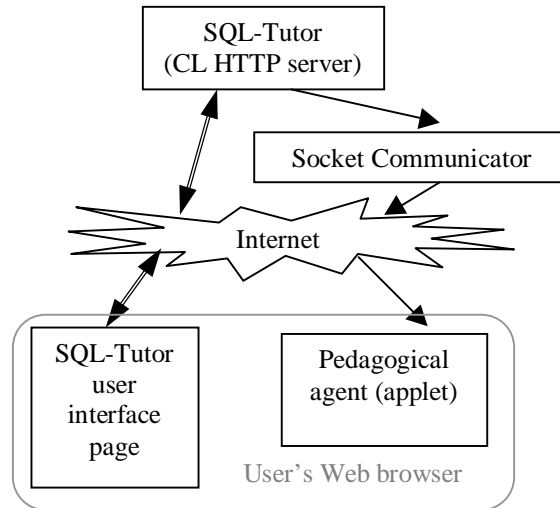 SQL-Tutor
(CL HTTP server)
Socket Communicator
Internet
SQL-Tutor
user
interface
page
Pedagogical
agent (applet)
User's Web browser